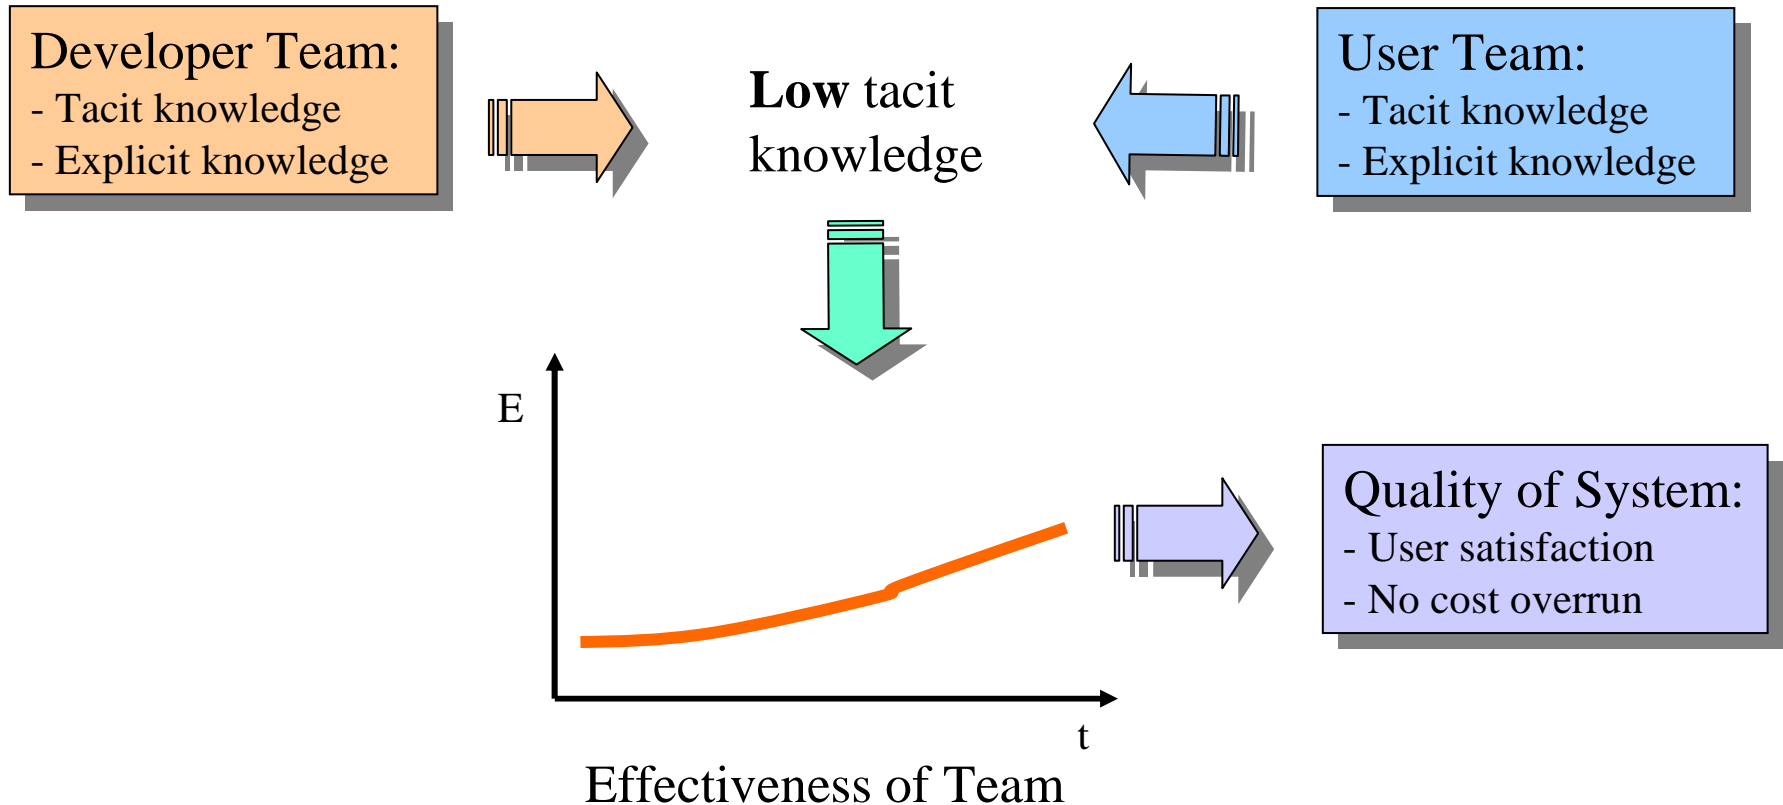 Developer Team:
- Tacit knowledge
- Explicit knowledge
Low tacit
knowledge
User Team:
- Tacit knowledge
- Explicit knowledge
E
t
Effectiveness of Team
Quality of System:
- User satisfaction
- No cost overrun